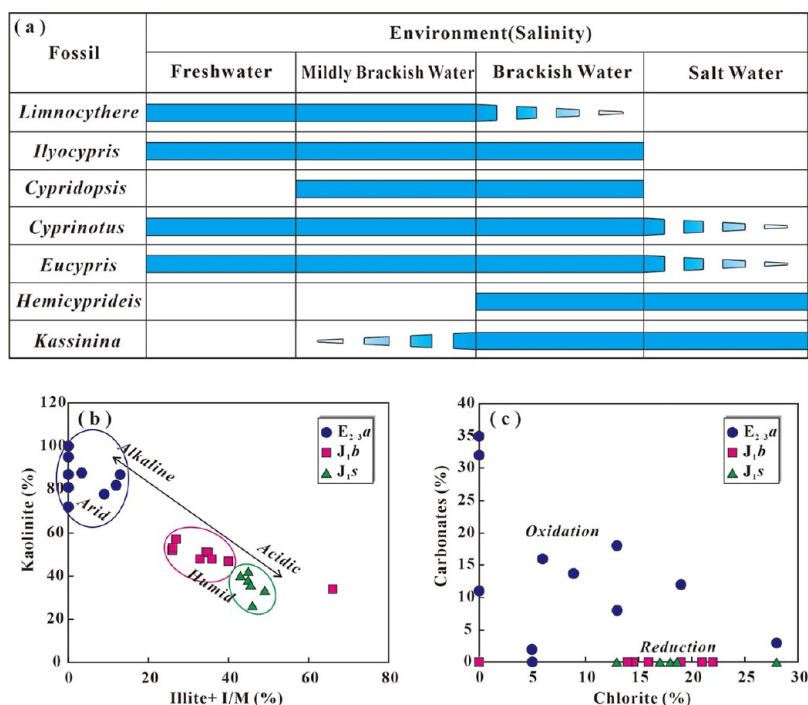 ( a )
Fossil
Environment(Salinity)
Freshwater
Mildly Brackish Water
Brackish Water
Salt Water
Limnocythere
Ilyocypris
Cypridopsis
Cyprinotus
Eucypris
Hemicyprideis
Kassinina
( b )
120
100
80
60
40
20
0
Kaolinite (%)
Alkaline
Arid
Acidic
Humid
E₂₋₃a
J₁b
J₁s
0 20 40 60 80
Illite+ I/M (%)
( c )
40
35
30
25
20
15
10
5
0
Carbonates (%)
E₂₋₃a
J₁b
J₁s
Oxidation
Reduction
0 5 10 15 20 25 30
Chlorite (%)